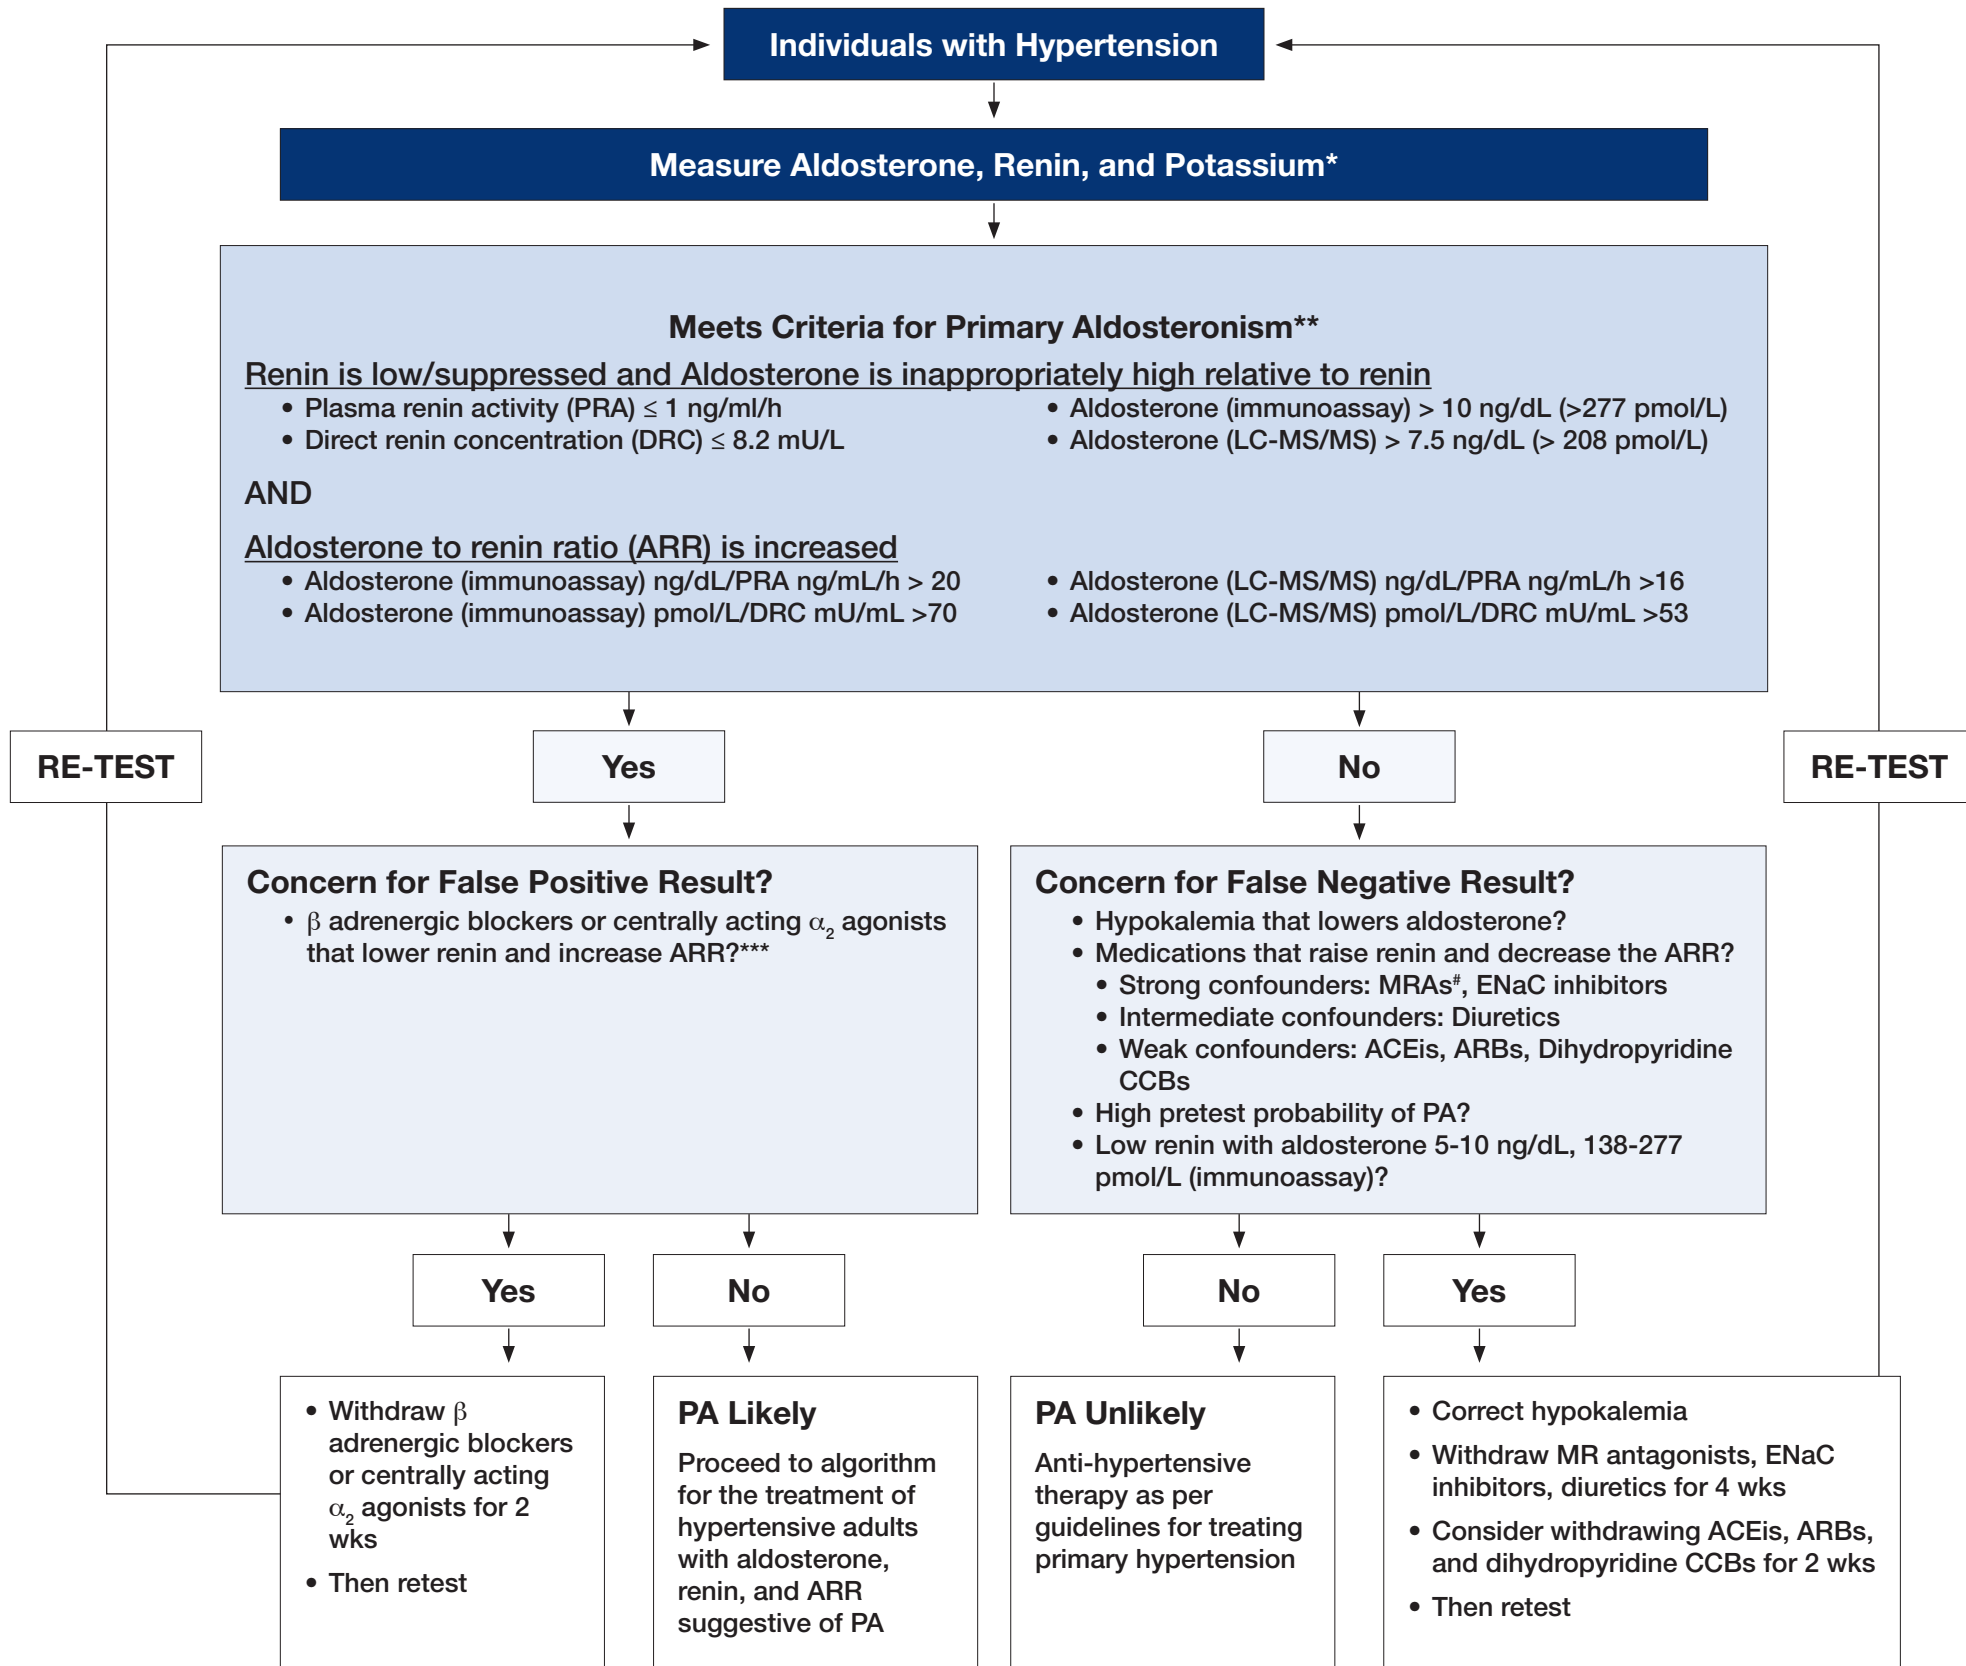 Individuals with Hypertension
Measure Aldosterone, Renin, and Potassium*
Meets Criteria for Primary Aldosteronism**
Renin is low/suppressed and Aldosterone is inappropriately high relative to renin
• Plasma renin activity (PRA) ≤ 1 ng/ml/h
• Direct renin concentration (DRC) ≤ 8.2 mU/L
• Aldosterone (immunoassay) > 10 ng/dL (>277 pmol/L)
• Aldosterone (LC-MS/MS) > 7.5 ng/dL (> 208 pmol/L)
AND
Aldosterone to renin ratio (ARR) is increased
• Aldosterone (immunoassay) ng/dL/PRA ng/mL/h > 20
• Aldosterone (immunoassay) pmol/L/DRC mU/mL >70
• Aldosterone (LC-MS/MS) ng/dL/PRA ng/mL/h >16
• Aldosterone (LC-MS/MS) pmol/L/DRC mU/mL >53
RE-TEST
Yes
No
RE-TEST
Concern for False Positive Result?
• β adrenergic blockers or centrally acting α₂ agonists
that lower renin and increase ARR?***
Concern for False Negative Result?
• Hypokalemia that lowers aldosterone?
• Medications that raise renin and decrease the ARR?
• Strong confounders: MRAs#, ENaC inhibitors
• Intermediate confounders: Diuretics
• Weak confounders: ACEis, ARBs, Dihydropyridine
CCBs
• High pretest probability of PA?
• Low renin with aldosterone 5-10 ng/dL, 138-277
pmol/L (immunoassay)?
Yes
No
No
Yes
• Withdraw β
adrenergic blockers
or centrally acting
α₂ agonists for 2
wks
• Then retest
PA Likely
Proceed to algorithm
for the treatment of
hypertensive adults
with aldosterone,
renin, and ARR
suggestive of PA
PA Unlikely
Anti-hypertensive
therapy as per
guidelines for treating
primary hypertension
• Correct hypokalemia
• Withdraw MR antagonists, ENaC
inhibitors, diuretics for 4 wks
• Consider withdrawing ACEis, ARBs,
and dihydropyridine CCBs for 2 wks
• Then retest